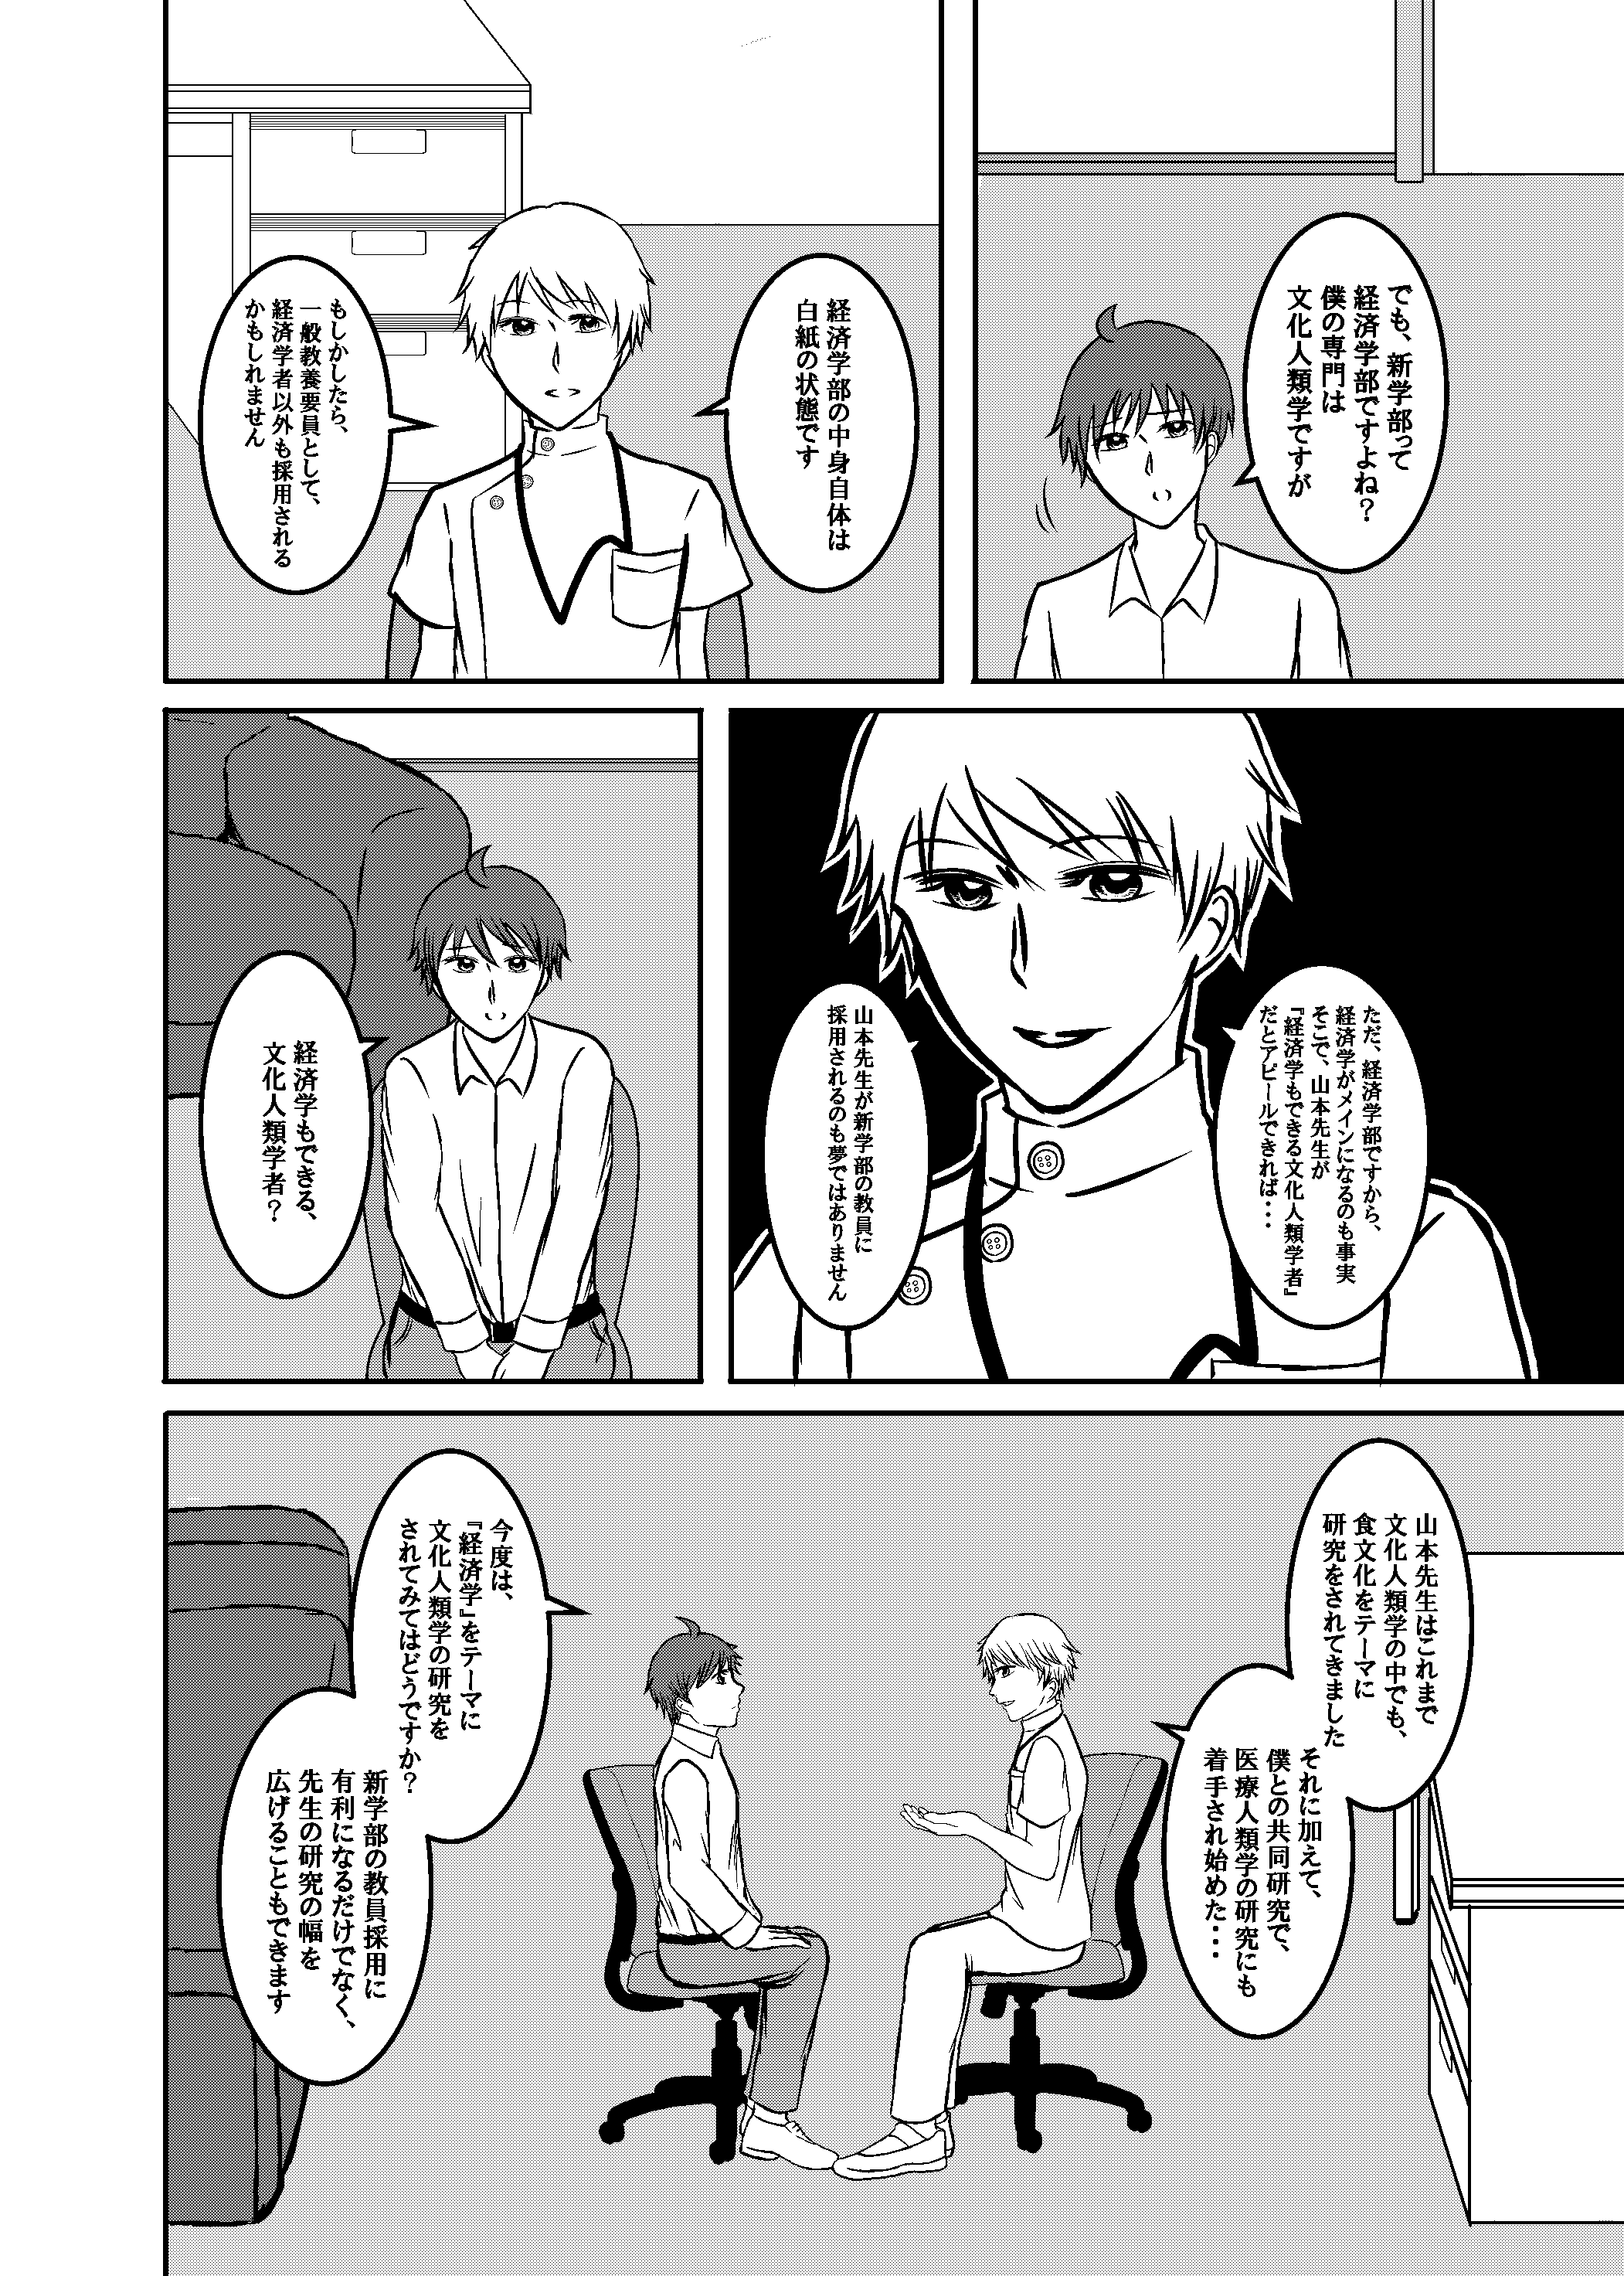 でも、新学部って
経済学部ですよね？
僕の専門は
文化人類学ですが
経済学部の中身自体は
白紙の状態です
もしかしたら、
一般教養要員として、
経済学者以外も採用される
かもしれません
ただ、経済学部ですから、
経済学がメインになるのも事実
そこで、山本先生が
『経済学もできる文化人類学者』
だとアピールできれば・・・
山本先生が新学部の教員に
採用されるのも夢ではありません
経済学もできる、
文化人類学者？
山本先生はこれまで
文化人類学の中でも、
食文化をテーマに
研究をされてきました
それに加えて、
僕との共同研究で、
医療人類学の研究にも
着手され始めた・・・
今度は、
『経済学』をテーマに
文化人類学の研究を
されてみてはどうですか？
新学部の教員採用に
有利になるだけでなく、
先生の研究の幅を
広げることもできます